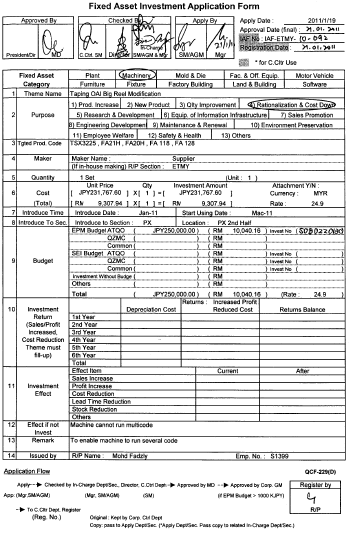 Fixed Asset Investment Application Form
Approved By Checked By Apply By Apply Date : 2011/1/19
Approval Date (final) : 21.01.2011
IAF No : IAF-ETMY- 10-092
Registration Date : 21.01.2011
President/Dir MD C.Ctrl SM Director In-Charge SM/AGM SM/AGM Mgr
* for C.Ctlr Use
Fixed Asset Category Plant Machinery Mold & Die Fac. & Off. Equip. Motor Vehicle
Fixture Factory Building Land & Building Software
1 Theme Name Taping OAI Big Reel Modification
2 Purpose 1) Prod. Increase 2) New Product 3) Qlty Improvement 4) Rationalization & Cost Down
5) Research & Development 6) Equip. of Information Infrastructure 7) Sales Promotion
8) Engineering Development 9) Maintenance & Renewal 10) Environment Preservation
11) Employee Welfare 12) Safety & Health 13) Others
3 Tgted Prod. Code TSX3225 , FA21H, FA20H , FA 118 , FA 128
4 Maker Maker Name : Supplier
(If in-house making) R/P Section : ETMY
5 Quantity 1 Set (Unit : 1 )
6 Cost (Total) Unit Price Qty Investment Amount Attachment Y/N :
[ JPY231,767.60 ] X [ 1 ] = [ JPY231,767.60 ] Currency : MYR
[ RM 9,307.94 ] X [ 1 ] = [ RM 9,307.94 ] Rate : 24.9
7 Introduce Time Introduce Date : Jan-11 Start Using Date : Mac-11
8 Introduce To Sec. Introduce to Section : PX Location : PX 2nd Half
9 Budget EPM Budget ATQO ( JPY250,000.00 ) ( RM 10,040.16 ) Invest No
QZMC ( ) ( RM ) Invest No
Common ( ) ( RM )
SEI Budget ATQO ( ) ( RM ) Invest No
QZMC ( ) ( RM )
Common ( ) ( RM )
Investment Without Budget ( ) ( RM )
Others ( ) ( RM )
Total ( JPY250,000.00 ) ( RM 10,040.16 ) (Rate : 24.9
10 Investment Return (Sales/Profit Increased, Cost Reduction Theme must fill-up)
Returns : Increased Profit
Depreciation Cost Reduced Cost Returns Balance
1st Year
2nd Year
3rd Year
4th Year
5th Year
6th Year
Total
11 Investment Effect Effect Item Current After
Sales Increase
Profit Increase
Cost Reduction
Lead Time Reduction
Stock Reduction
Others
12 Effect if not Invest Machine cannot run multicode
13 Remark To enable machine to run several code
14 Issued by R/P Name : Mohd Fadzly Emp. No. : S1399
Application Flow QCF-229(D)
Apply → Checked by In-Charge Dept/Sec., Director, C.Ctrl Dept → Approved by MD → Approved by Corp. GM
App: (Mgr,SM/AGM) (Mgr, SM/AGM) (SM) (If EPM Budget > 1000 KJPY)
To C.Ctlr Dept. Register (Reg. No.)
Original : Kept by Corp. Ctrl Dept
Copy: pass to Apply Dept/Sec. (*Apply Dept/Sec. Pass copy to related In-Charge Dept/Sec.)
Register by
R/P